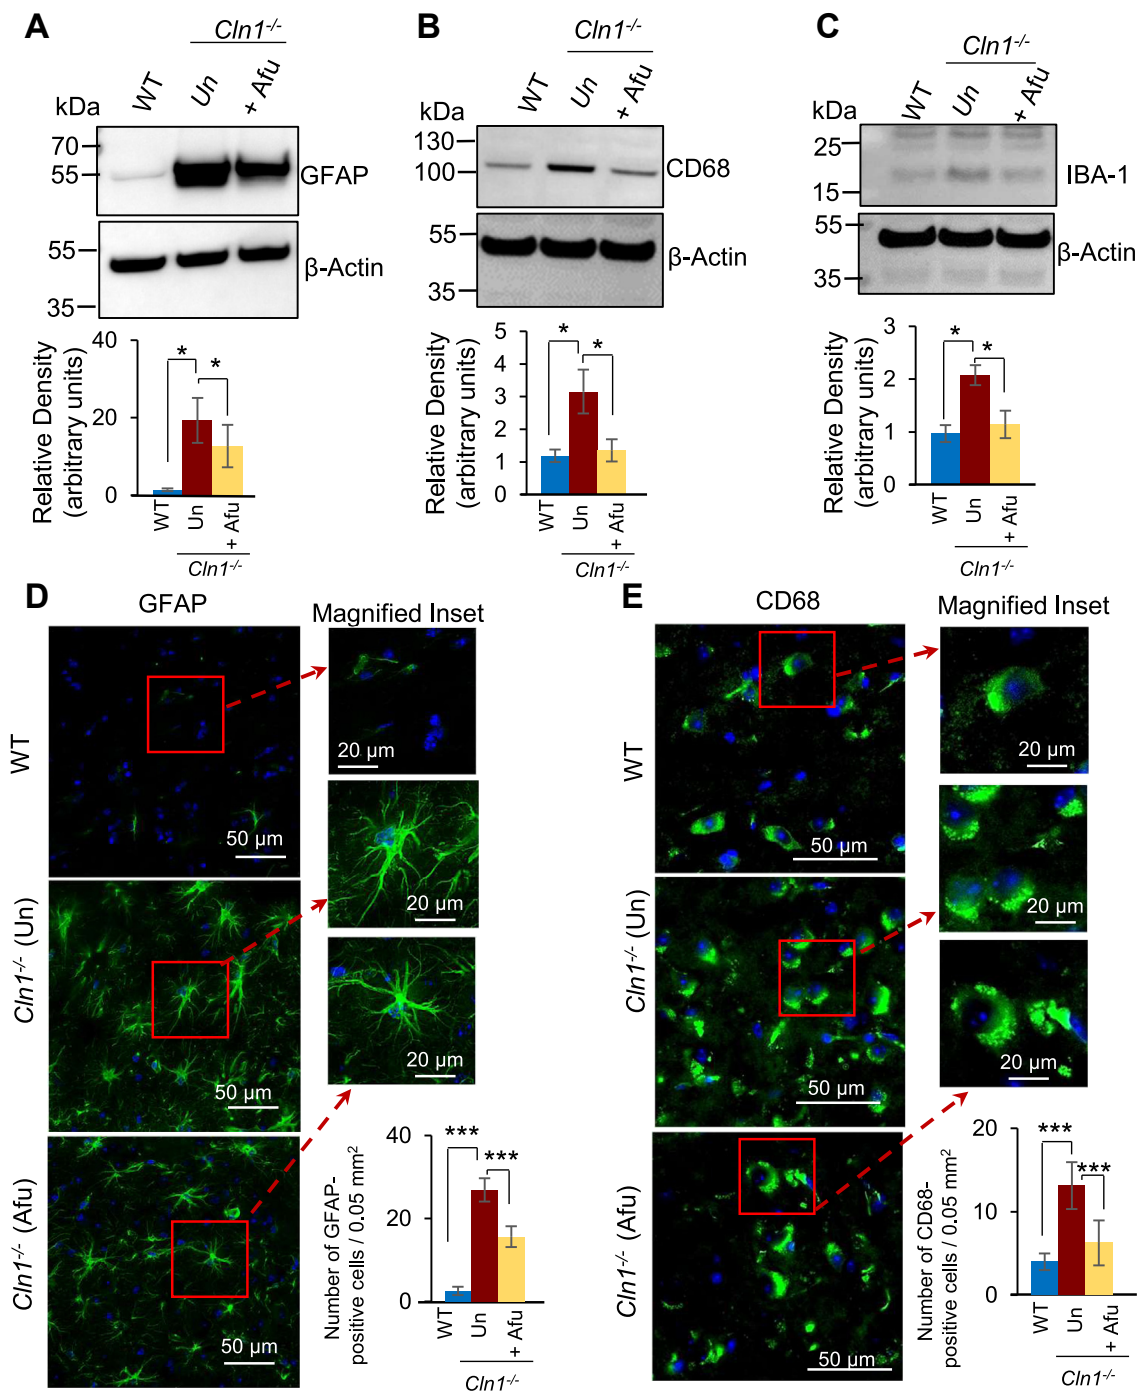 A
Cln1-/-
WT
Un
+ Afu
kDa
70
55
GFAP
55
35
β-Actin
Relative Density
(arbitrary units)
40
20
0
*
*
WT
Un
+ Afu
Cln1-/-
B
Cln1-/-
WT
Un
+ Afu
kDa
130
100
CD68
55
35
β-Actin
Relative Density
(arbitrary units)
5
4
3
2
1
0
*
*
WT
Un
+ Afu
Cln1-/-
C
Cln1-/-
WT
Un
+ Afu
kDa
25
15
IBA-1
55
35
β-Actin
Relative Density
(arbitrary units)
3
2
1
0
*
*
WT
Un
+ Afu
Cln1-/-
D
GFAP
Magnified Inset
WT
50 µm
20 µm
Cln1-/- (Un)
50 µm
20 µm
Cln1-/- (Afu)
50 µm
20 µm
Number of GFAP-
positive cells / 0.05 mm²
40
20
0
***
***
WT
Un
+ Afu
Cln1-/-
E
CD68
Magnified Inset
WT
50 µm
20 µm
Cln1-/- (Un)
50 µm
20 µm
Cln1-/- (Afu)
50 µm
20 µm
Number of CD68-
positive cells / 0.05 mm²
20
10
0
***
***
WT
Un
+ Afu
Cln1-/-